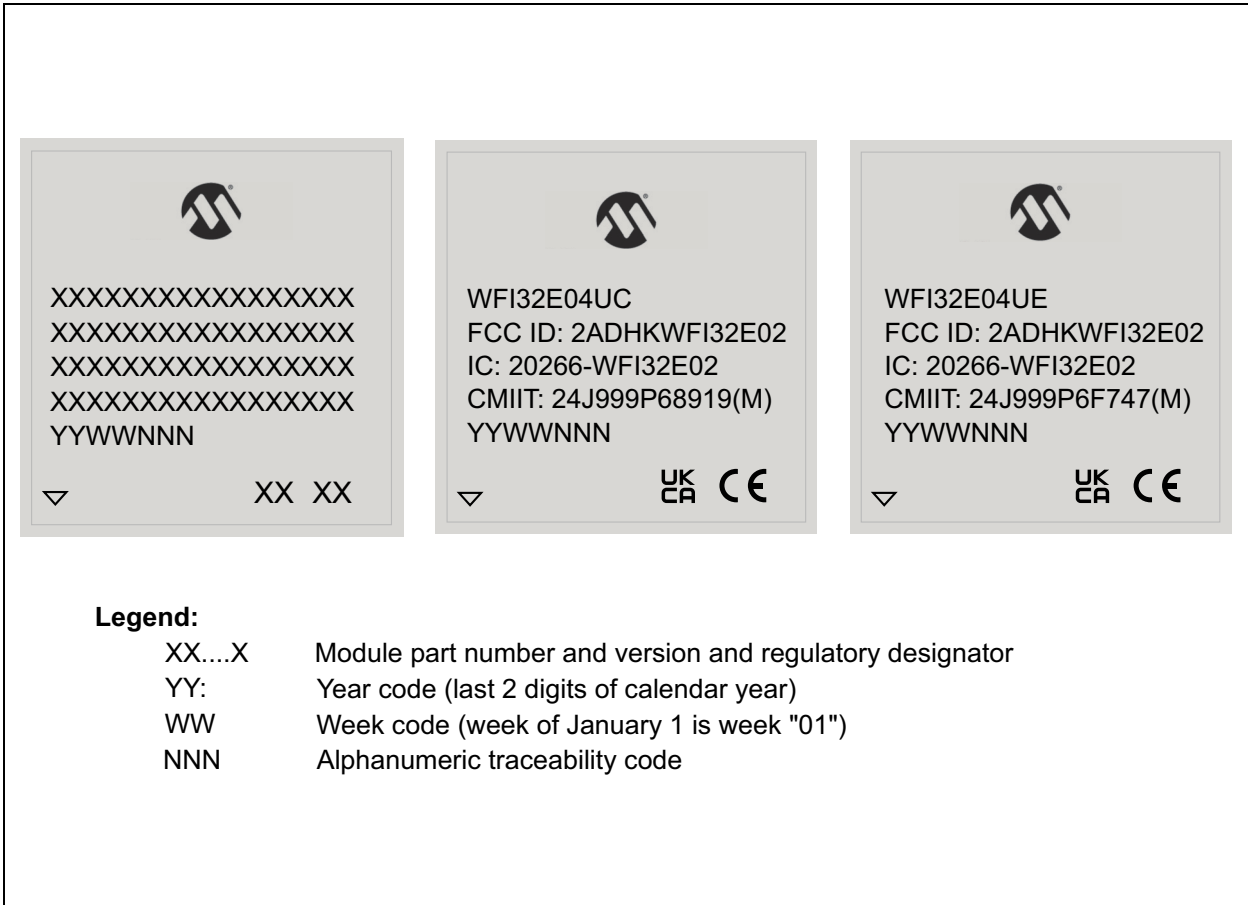 XXXXXXXXXXXXXXXXX
XXXXXXXXXXXXXXXXX
XXXXXXXXXXXXXXXXX
XXXXXXXXXXXXXXXXX
YYWWNNN
XX XX
WFI32E04UC
FCC ID: 2ADHKWFI32E02
IC: 20266-WFI32E02
CMIIT: 24J999P68919(M)
YYWWNNN
UK
CA CE
WFI32E04UE
FCC ID: 2ADHKWFI32E02
IC: 20266-WFI32E02
CMIIT: 24J999P6F747(M)
YYWWNNN
UK
CA CE
Legend:
XX....X Module part number and version and regulatory designator
YY: Year code (last 2 digits of calendar year)
WW Week code (week of January 1 is week "01")
NNN Alphanumeric traceability code